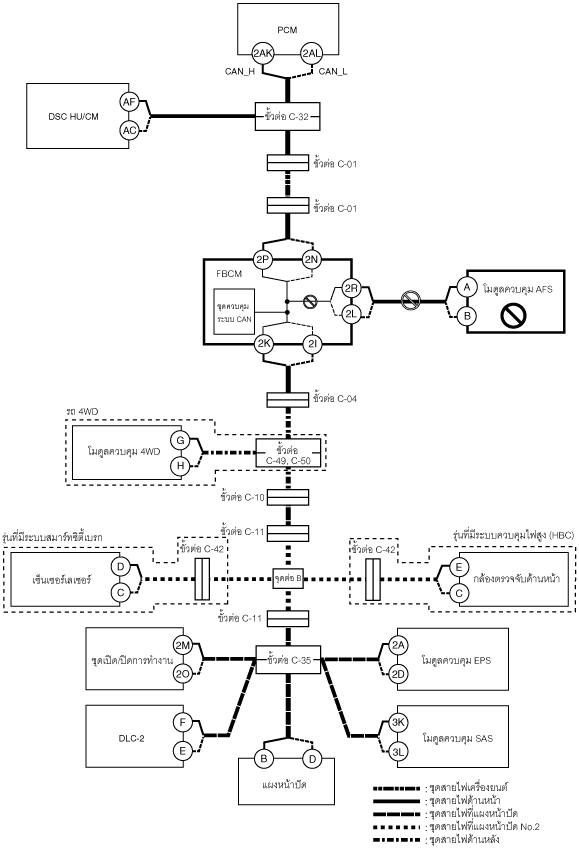 PCM
2AK 2AL
CAN_H CAN_L
DSC HU/CM
AF
AC
ขั้วต่อ C-32
ขั้วต่อ C-01
ขั้วต่อ C-01
FBCM
2P 2N
ชุดควบคุม
ระบบ CAN
2R
2L
2K 2I
A
B
โมดูลควบคุม AFS
ขั้วต่อ C-04
รถ 4WD
โมดูลควบคุม 4WD
G
H
ขั้วต่อ
C-49, C-50
ขั้วต่อ C-10
ขั้วต่อ C-11
รุ่นที่มีระบบสมาร์ทซิตี้เบรก
ขั้วต่อ C-42
เซ็นเซอร์เลเซอร์
D
C
จุดต่อ B
รุ่นที่มีระบบควบคุมไฟสูง (HBC)
ขั้วต่อ C-42
E
C
กล้องตรวจจับด้านหน้า
ขั้วต่อ C-11
ชุดเปิด/ปิดการทำงาน
2M
2O
ขั้วต่อ C-35
2A
2D
โมดูลควบคุม EPS
DLC-2
F
E
3K
3L
โมดูลควบคุม SAS
B D
แผงหน้าปัด
: ชุดสายไฟเครื่องยนต์
: ชุดสายไฟด้านหน้า
: ชุดสายไฟที่แผงหน้าปัด
: ชุดสายไฟที่แผงหน้าปัด No.2
: ชุดสายไฟด้านหลัง